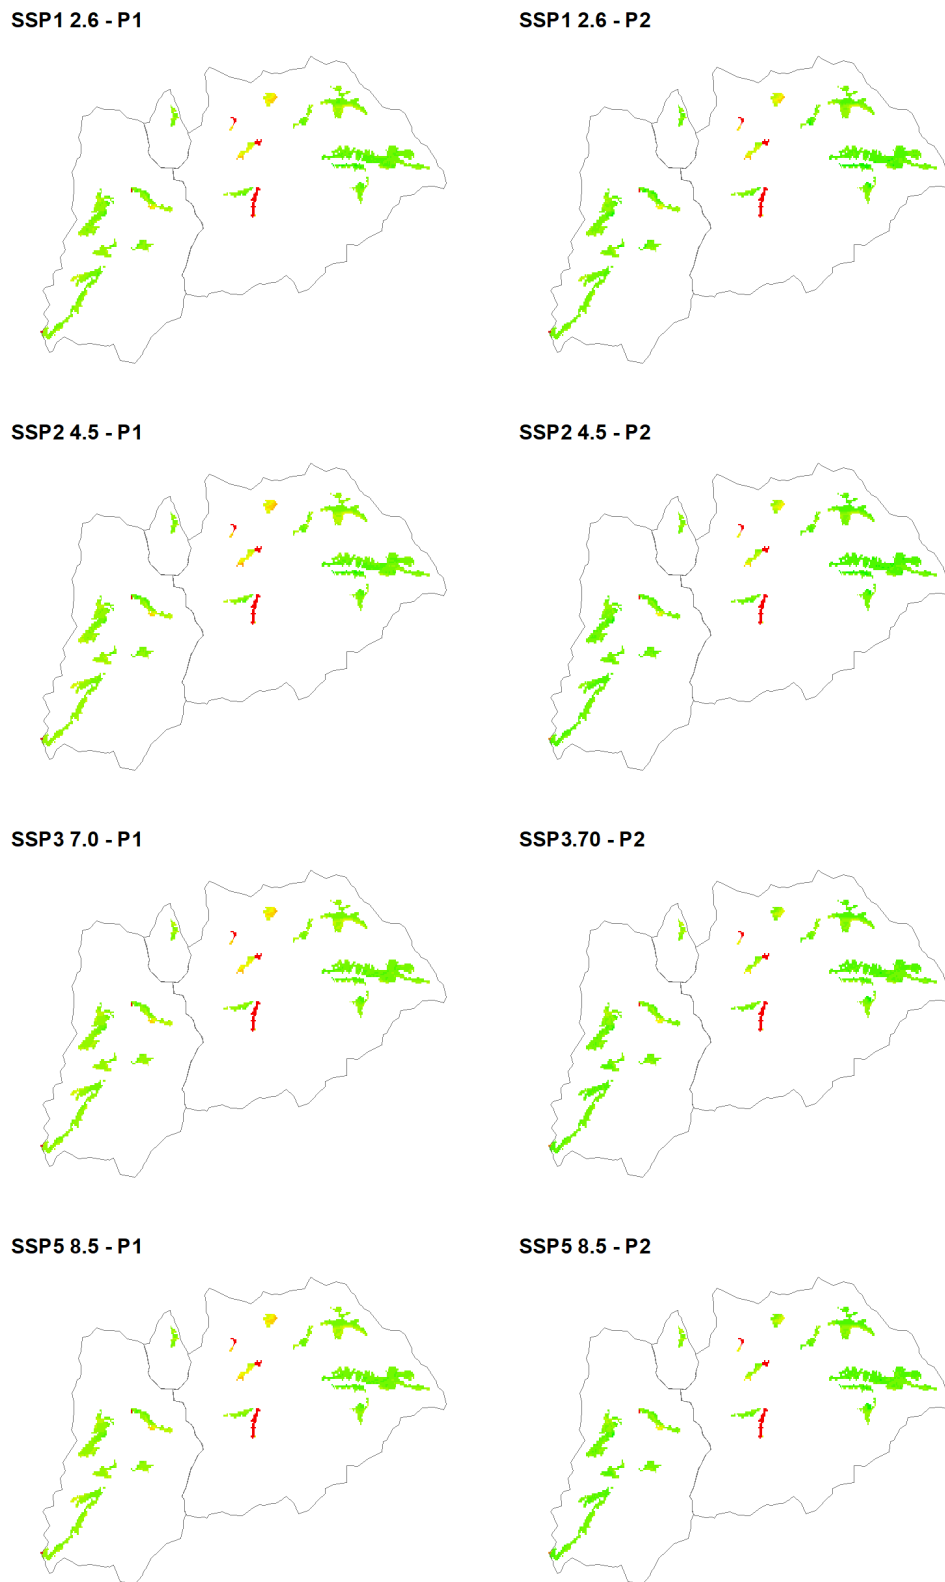 SSP1 2.6 - P1
SSP1 2.6 - P2
SSP2 4.5 - P1
SSP2 4.5 - P2
SSP3 7.0 - P1
SSP3.70 - P2
SSP5 8.5 - P1
SSP5 8.5 - P2